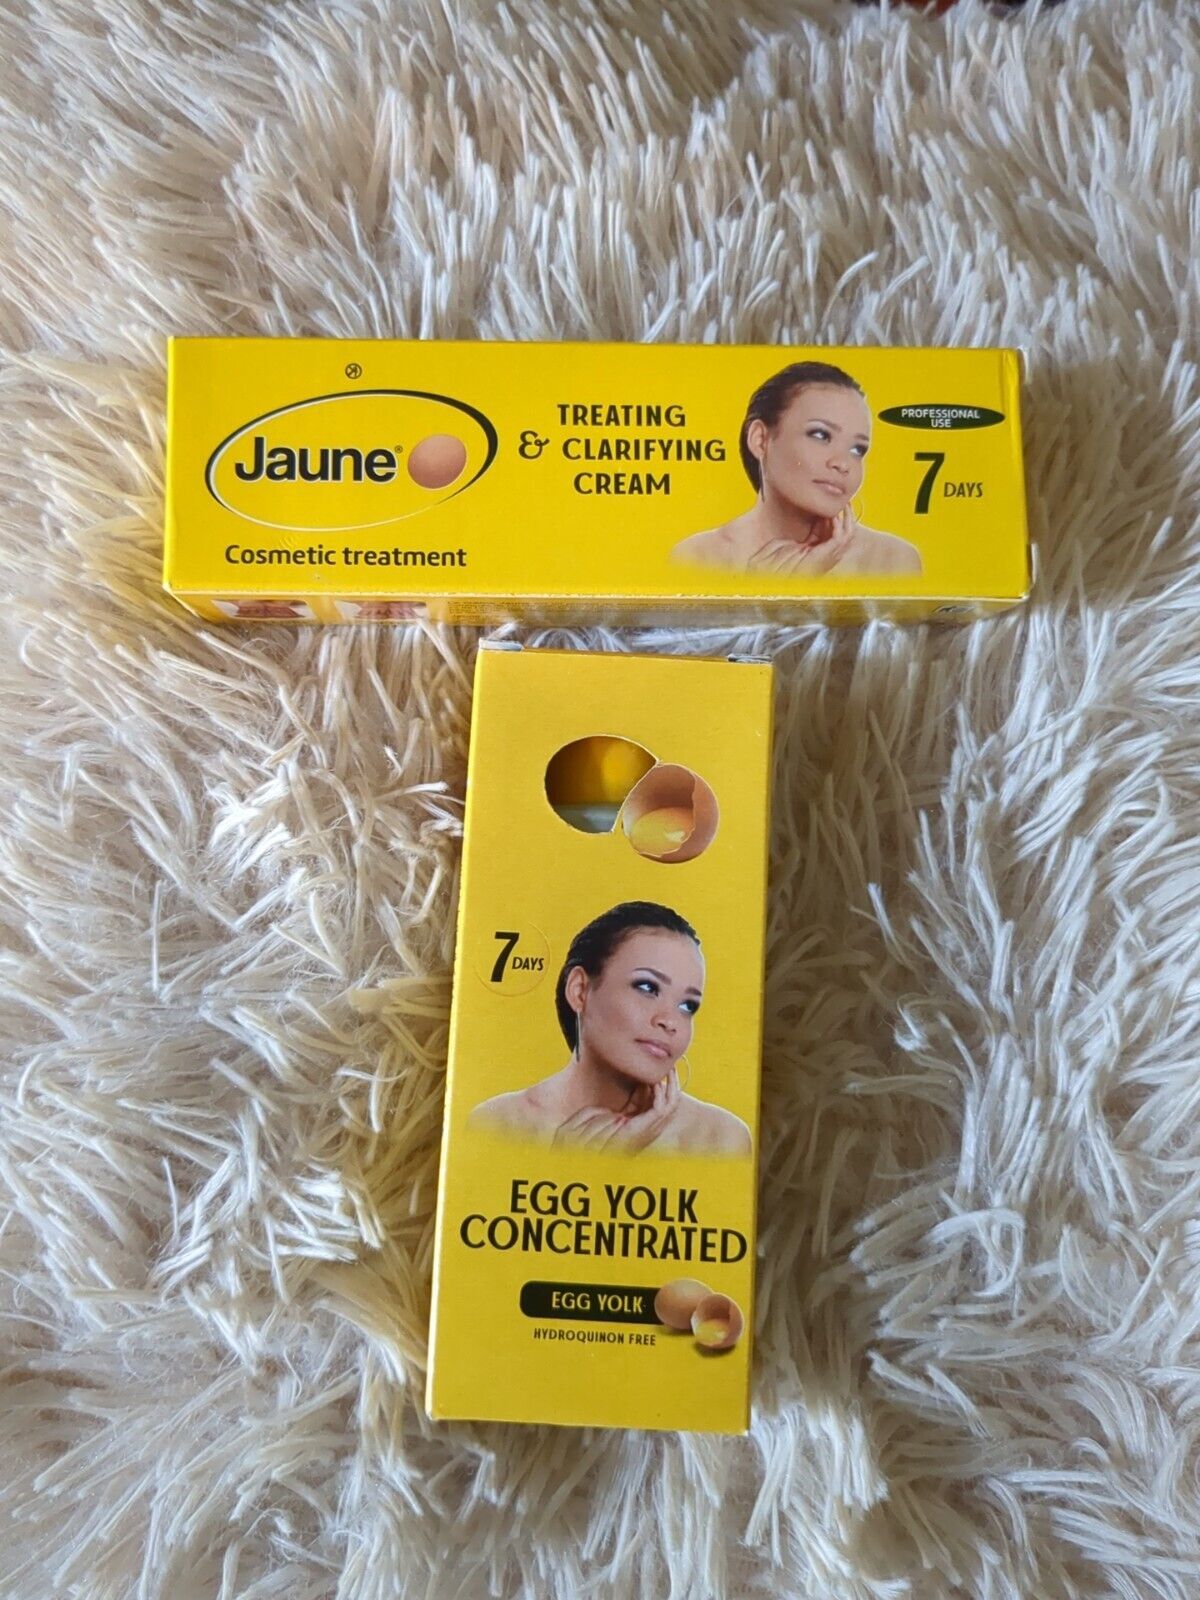 Jaune®
Cosmetic treatment
TREATING
& CLARIFYING
CREAM
PROFESSIONAL
USE
7 DAYS
7 DAYS
EGG YOLK
CONCENTRATED
EGG YOLK
HYDROQUINON FREE